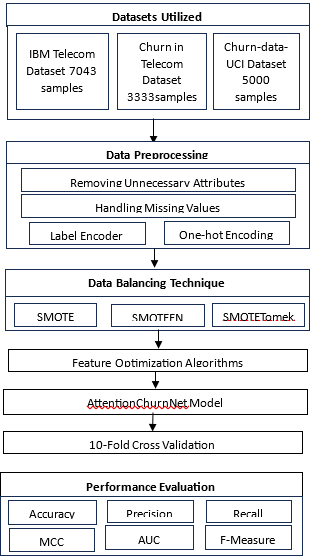 Datasets Utilized
IBM Telecom
Dataset 7043
samples
Churn in
Telecom
Dataset
3333samples
Churn-data-
UCI Dataset
5000
samples
Data Preprocessing
Removing Unnecessary Attributes
Handling Missing Values
Label Encoder
One-hot Encoding
Data Balancing Technique
SMOTE
SMOTEEN
SMOTETomek
Feature Optimization Algorithms
AttentionChurnNet Model
10-Fold Cross Validation
Performance Evaluation
Accuracy
Precision
Recall
MCC
AUC
F-Measure